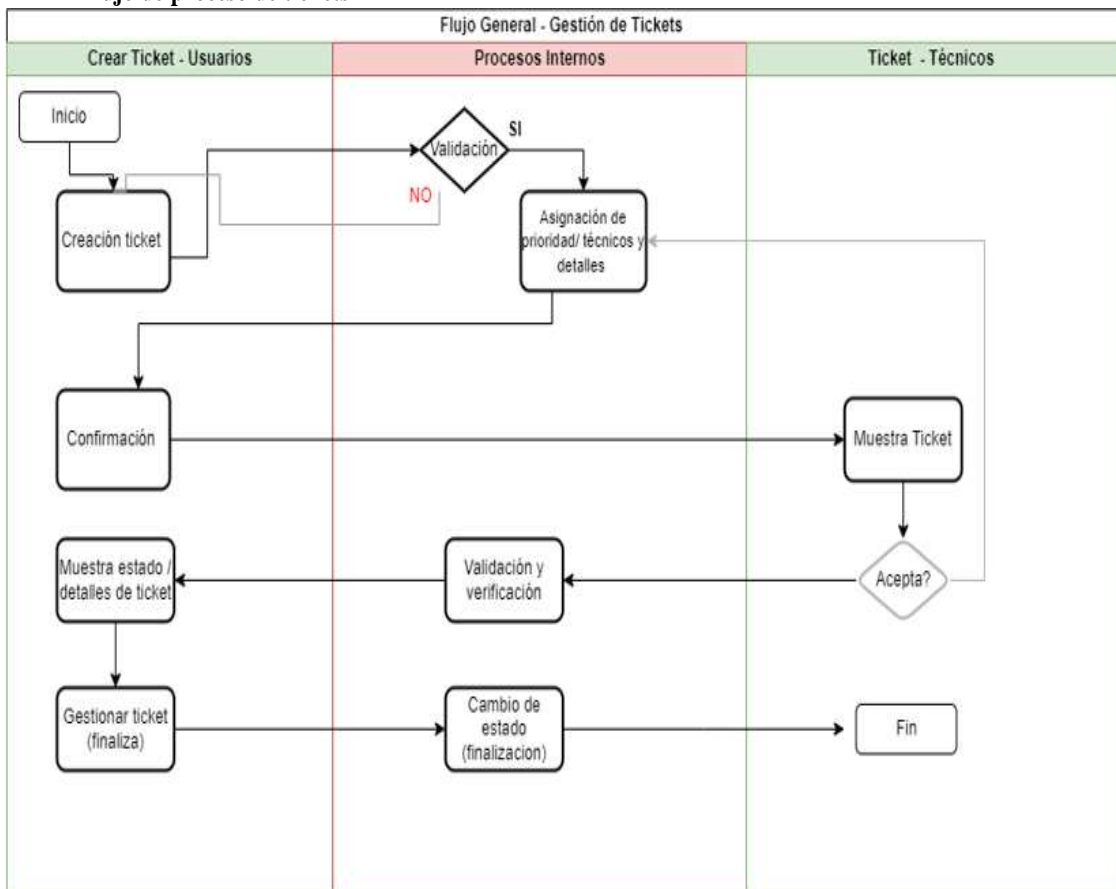 Flujo General - Gestión de Tickets
Crear Ticket - Usuarios
Procesos Internos
Ticket - Técnicos
Inicio
Validación
SI
NO
Creación ticket
Asignación de
prioridad/ técnicos y
detalles
Confirmación
Muestra Ticket
Muestra estado /
detalles de ticket
Validación y
verificación
Acepta?
Gestionar ticket
(finaliza)
Cambio de
estado
(finalizacion)
Fin